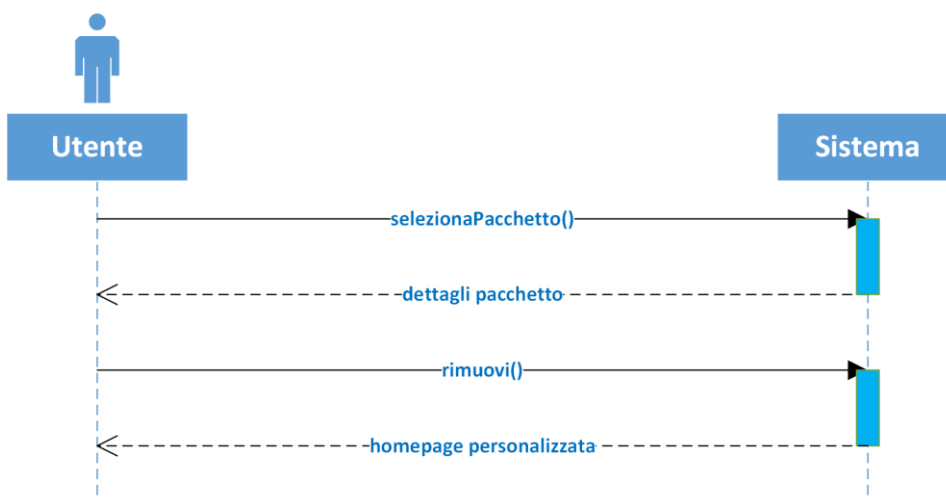 Utente
Sistema
selezionaPacchetto()
dettagli pacchetto
rimuovi()
homepage personalizzata